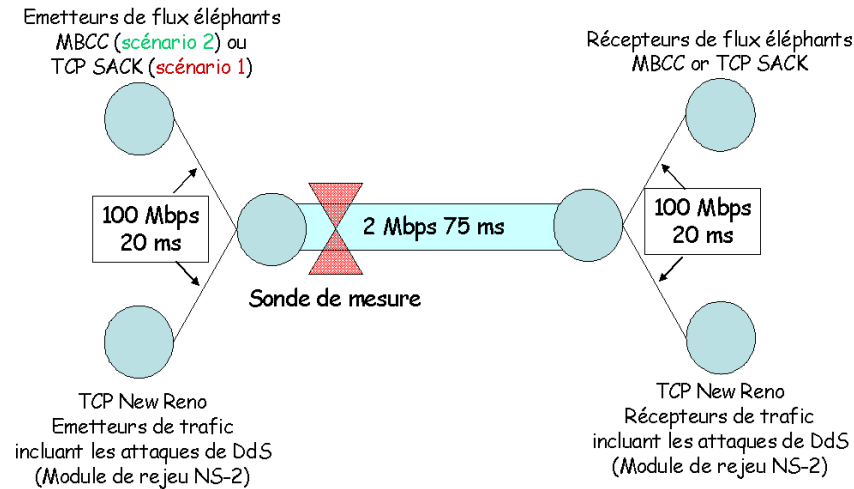 Emetteurs de flux éléphants
MBCC (scénario 2) ou
TCP SACK (scénario 1)
Récepteurs de flux éléphants
MBCC or TCP SACK
100 Mbps
20 ms
2 Mbps 75 ms
100 Mbps
20 ms
Sonde de mesure
TCP New Reno
Emetteurs de trafic
incluant les attaques de DdS
(Module de rejeu NS-2)
TCP New Reno
Récepteurs de trafic
incluant les attaques de DdS
(Module de rejeu NS-2)